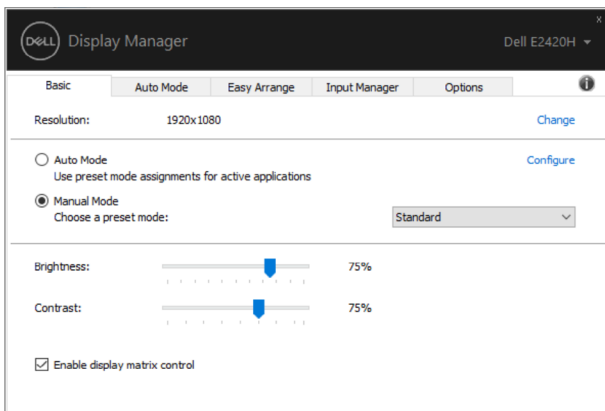 x
DELL Display Manager
Dell E2420H
Basic Auto Mode Easy Arrange Input Manager Options i
Resolution: 1920x1080 Change
Auto Mode Configure
Use preset mode assignments for active applications
Manual Mode
Choose a preset mode: Standard
Brightness: 75%
Contrast: 75%
Enable display matrix control